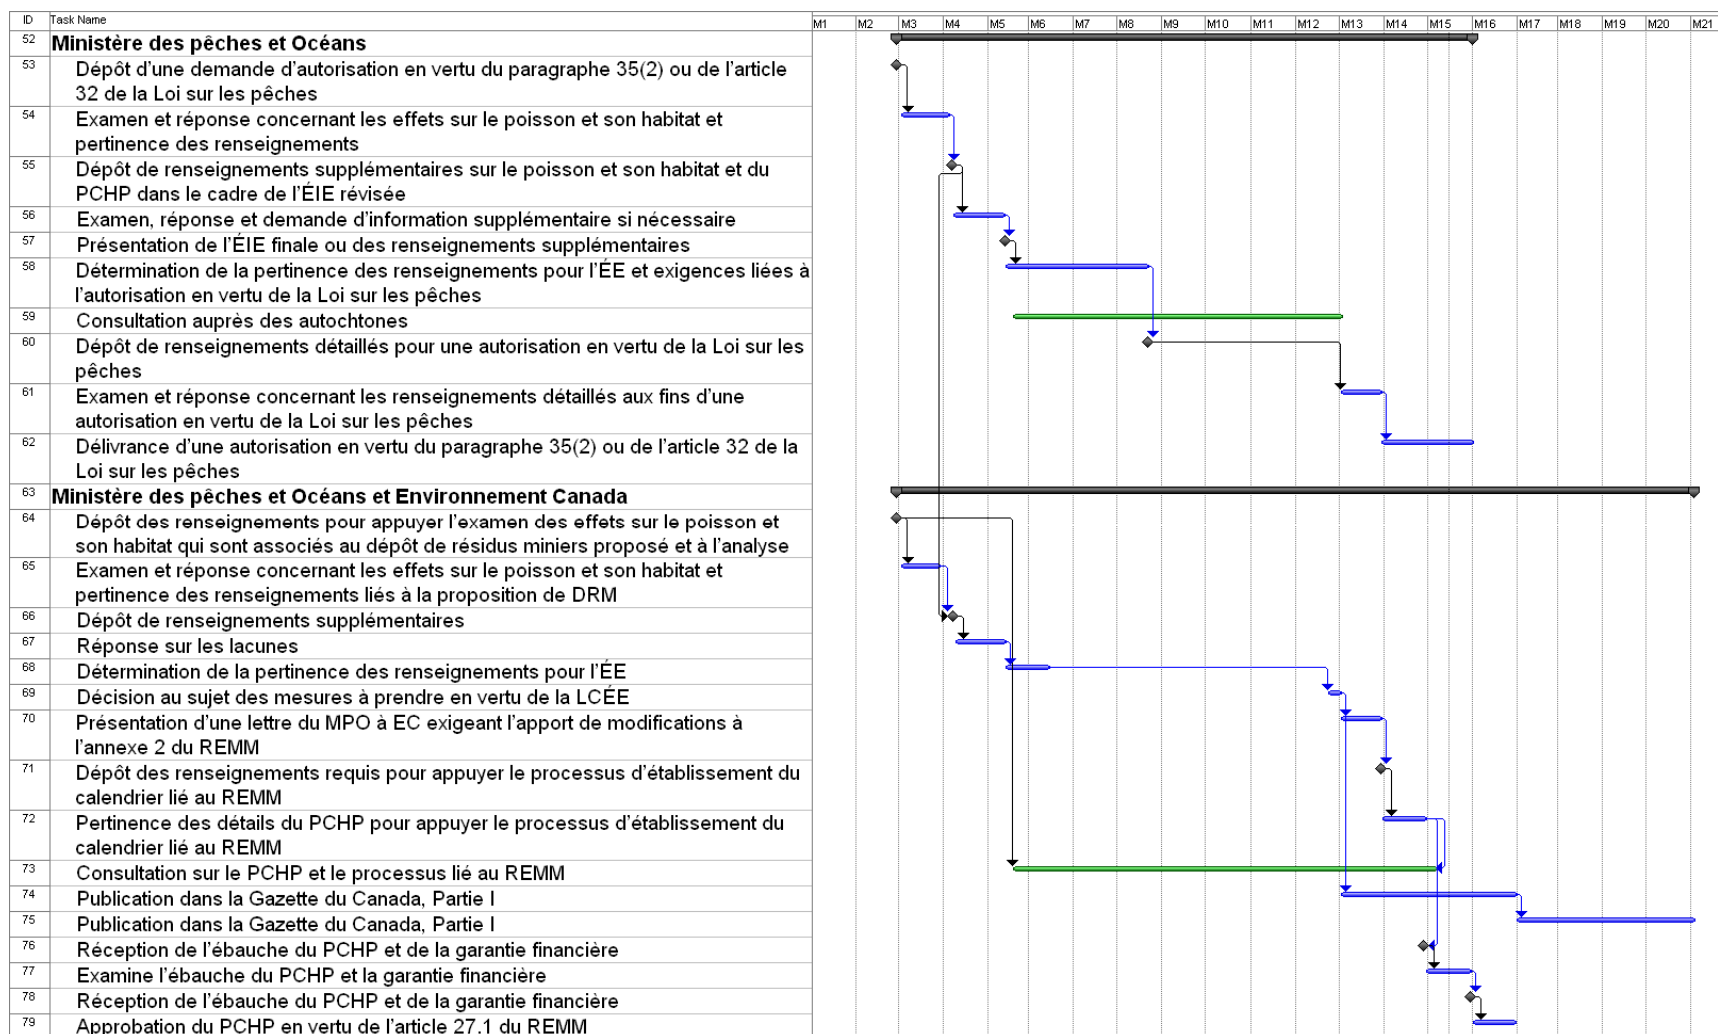 ID Task Name M1 M2 M3 M4 M5 M6 M7 M8 M9 M10 M11 M12 M13 M14 M15 M16 M17 M18 M19 M20 M21
52 Ministère des pêches et Océans
53 Dépôt d'une demande d'autorisation en vertu du paragraphe 35(2) ou de l'article
32 de la Loi sur les pêches
54 Examen et réponse concernant les effets sur le poisson et son habitat et
pertinence des renseignements
55 Dépôt de renseignements supplémentaires sur le poisson et son habitat et du
PCHP dans le cadre de l'ÉIE révisée
56 Examen, réponse et demande d'information supplémentaire si nécessaire
57 Présentation de l'ÉIE finale ou des renseignements supplémentaires
58 Détermination de la pertinence des renseignements pour l'ÉE et exigences liées à
l'autorisation en vertu de la Loi sur les pêches
59 Consultation auprès des autochtones
60 Dépôt de renseignements détaillés pour une autorisation en vertu de la Loi sur les
pêches
61 Examen et réponse concernant les renseignements détaillés aux fins d'une
autorisation en vertu de la Loi sur les pêches
62 Délivrance d'une autorisation en vertu du paragraphe 35(2) ou de l'article 32 de la
Loi sur les pêches
63 Ministère des pêches et Océans et Environnement Canada
64 Dépôt des renseignements pour appuyer l'examen des effets sur le poisson et
son habitat qui sont associés au dépôt de résidus miniers proposé et à l'analyse
65 Examen et réponse concernant les effets sur le poisson et son habitat et
pertinence des renseignements liés à la proposition de DRM
66 Dépôt de renseignements supplémentaires
67 Réponse sur les lacunes
68 Détermination de la pertinence des renseignements pour l'ÉE
69 Décision au sujet des mesures à prendre en vertu de la LCÉE
70 Présentation d'une lettre du MPO à EC exigeant l'apport de modifications à
l'annexe 2 du REMM
71 Dépôt des renseignements requis pour appuyer le processus d'établissement du
calendrier lié au REMM
72 Pertinence des détails du PCHP pour appuyer le processus d'établissement du
calendrier lié au REMM
73 Consultation sur le PCHP et le processus lié au REMM
74 Publication dans la Gazette du Canada, Partie I
75 Publication dans la Gazette du Canada, Partie I
76 Réception de l'ébauche du PCHP et de la garantie financière
77 Examine l'ébauche du PCHP et la garantie financière
78 Réception de l'ébauche du PCHP et de la garantie financière
79 Approbation du PCHP en vertu de l'article 27.1 du REMM